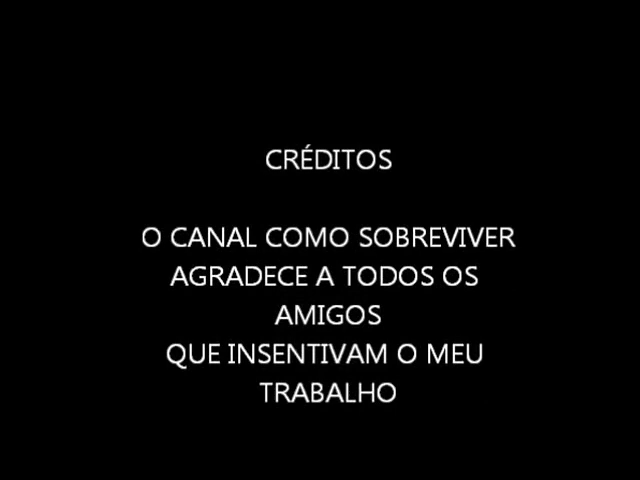 CRÉDITOS
O CANAL COMO SOBREVIVER
AGRADECE A TODOS OS
AMIGOS
QUE INSENTIVAM O MEU
TRABALHO